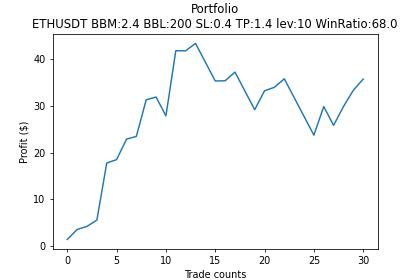 Portfolio
ETHUSDT BBM:2.4 BBL:200 SL:0.4 TP:1.4 lev:10 WinRatio:68.0
40
30
20
10
0
Profit ($)
0 5 10 15 20 25 30
Trade counts